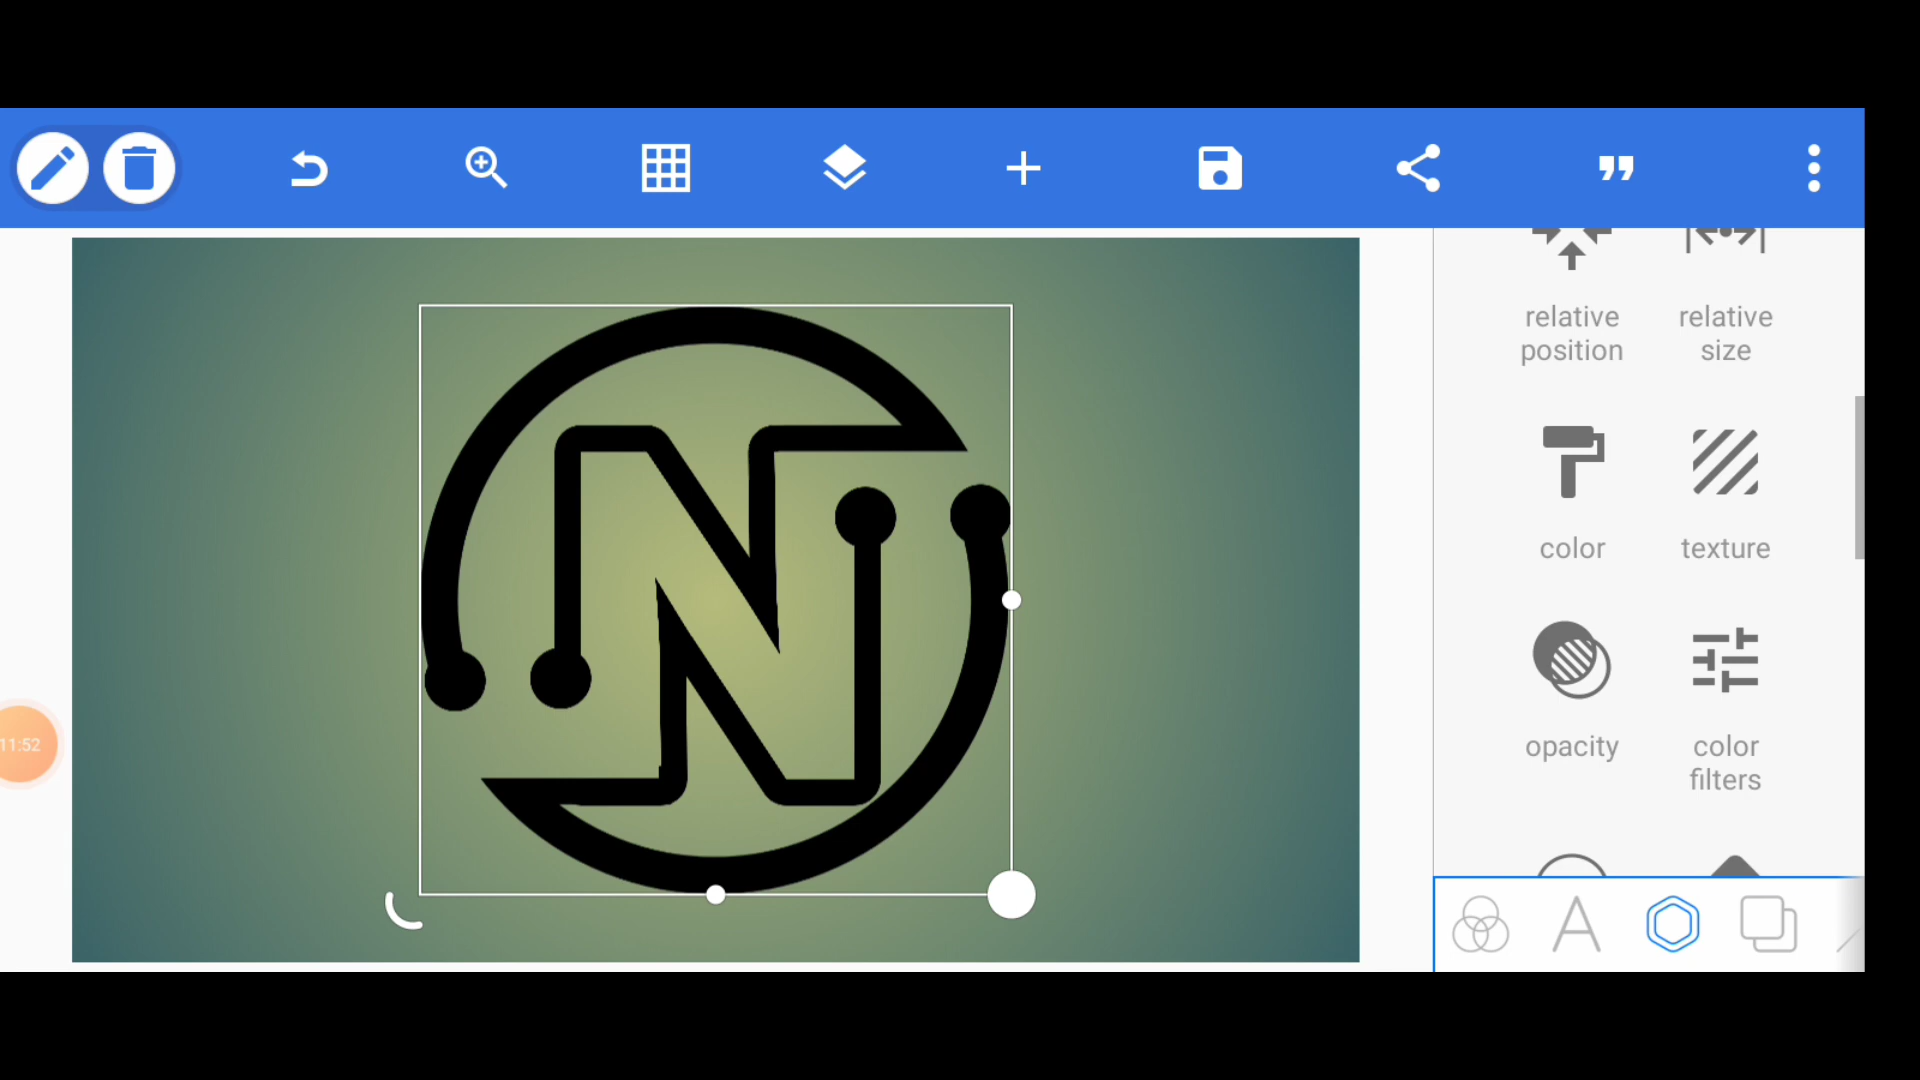 relative
position
relative
size
color
texture
opacity
color
filters
11:52
N